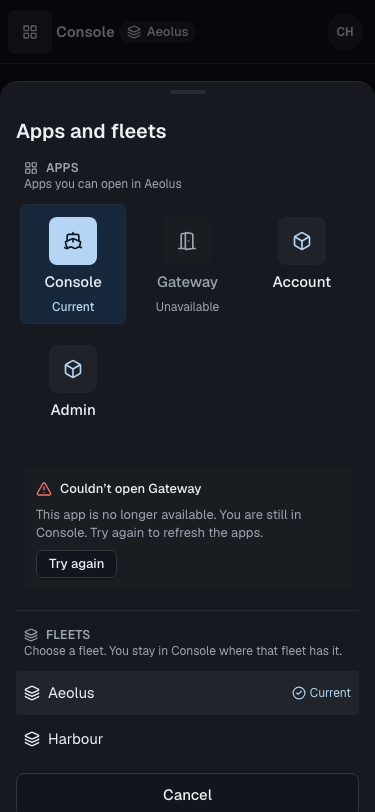 Console
Aeolus
CH
Apps and fleets
APPS
Apps you can open in Aeolus
Console
Current
Gateway
Unavailable
Account
Admin
Couldn’t open Gateway
This app is no longer available. You are still in
Console. Try again to refresh the apps.
Try again
FLEETS
Choose a fleet. You stay in Console where that fleet has it.
Aeolus
Current
Harbour
Cancel